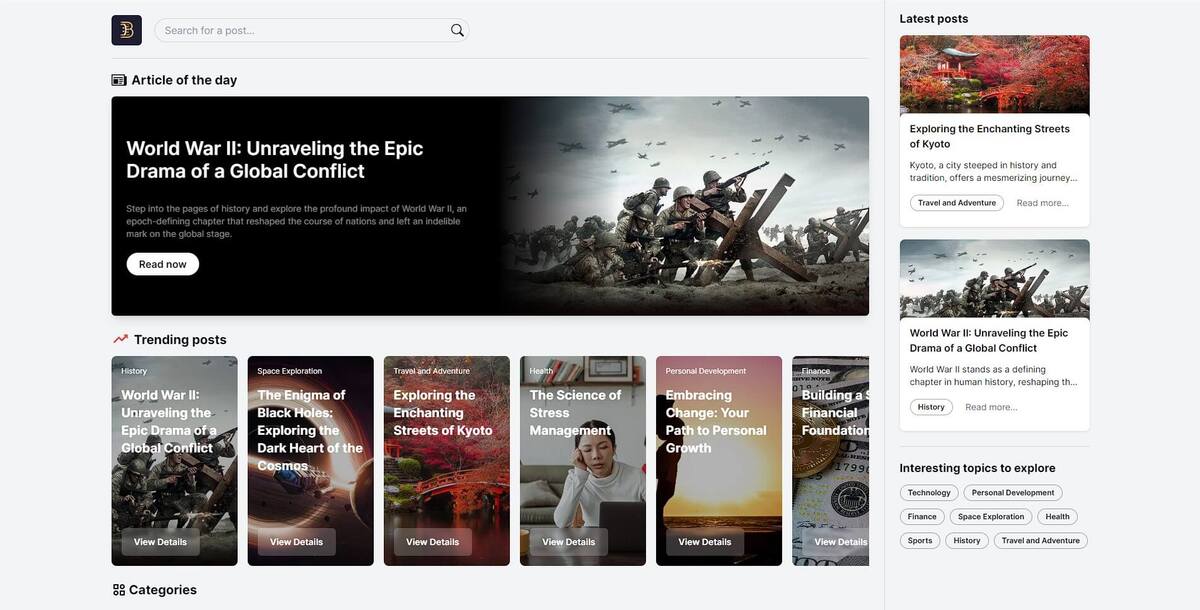 Search for a post...
Article of the day
World War II: Unraveling the Epic
Drama of a Global Conflict
Step into the pages of history and explore the profound impact of World War II, an
epoch-defining chapter that reshaped the course of nations and left an indelible
mark on the global stage.
Read now
Trending posts
History
World War II:
Unraveling the
Epic Drama of a
Global Conflict
View Details
Space Exploration
The Enigma of
Black Holes:
Exploring the
Dark Heart of the
Cosmos
View Details
Travel and Adventure
Exploring the
Enchanting
Streets of Kyoto
View Details
Health
The Science of
Stress
Management
View Details
Personal Development
Embracing
Change: Your
Path to Personal
Growth
View Details
Finance
Building a S
Financial
Foundation
View Details
Categories
Latest posts
Exploring the Enchanting Streets
of Kyoto
Kyoto, a city steeped in history and
tradition, offers a mesmerizing journey...
Travel and Adventure Read more...
World War II: Unraveling the Epic
Drama of a Global Conflict
World War II stands as a defining
chapter in human history, reshaping th...
History Read more...
Interesting topics to explore
Technology Personal Development
Finance Space Exploration Health
Sports History Travel and Adventure